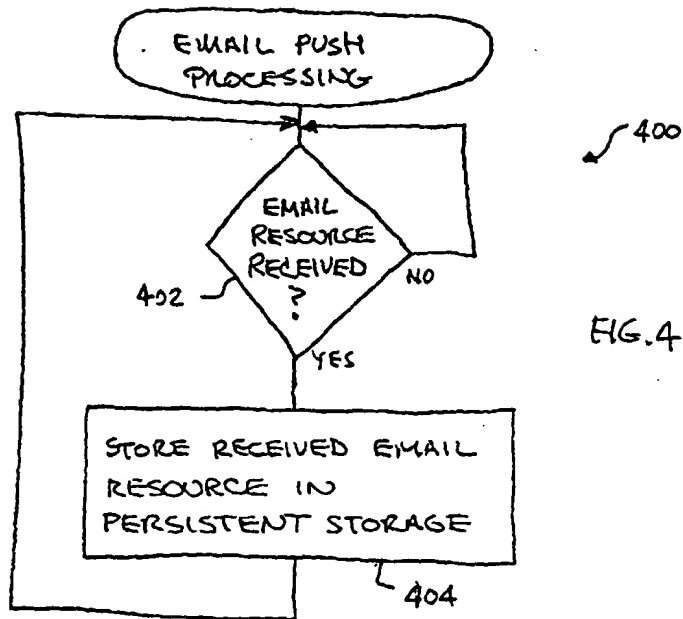 EMAIL PUSH
PROCESSING
400
EMAIL
RESOURCE
RECEIVED
?
402
NO
FIG.4
YES
STORE RECEIVED EMAIL
RESOURCE IN
PERSISTENT STORAGE
404